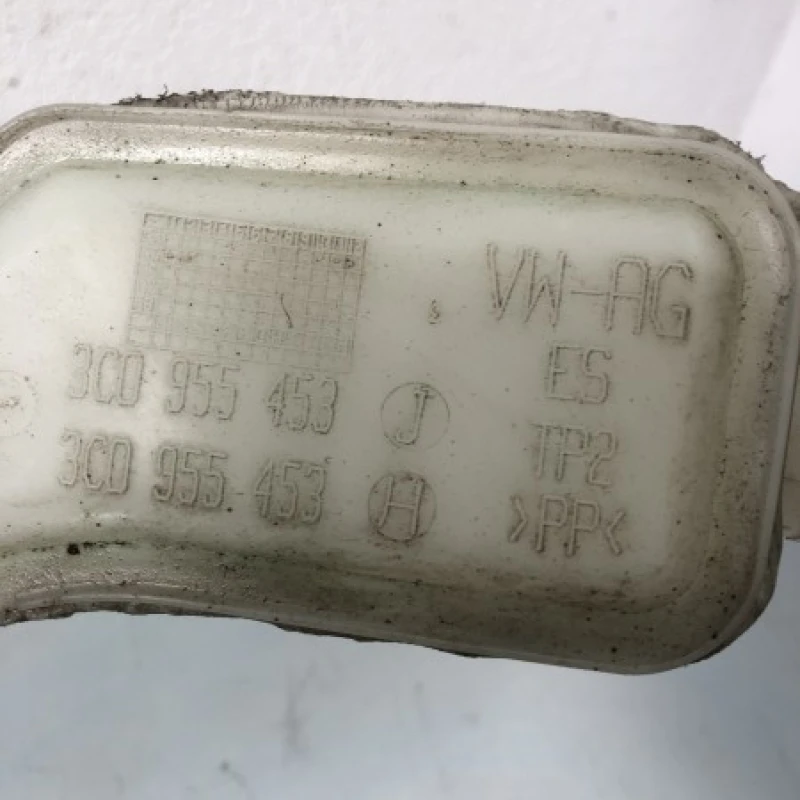 VW-AG
ES
3C0 955 453 J
TP2
3C0 955 453 H
>PP<